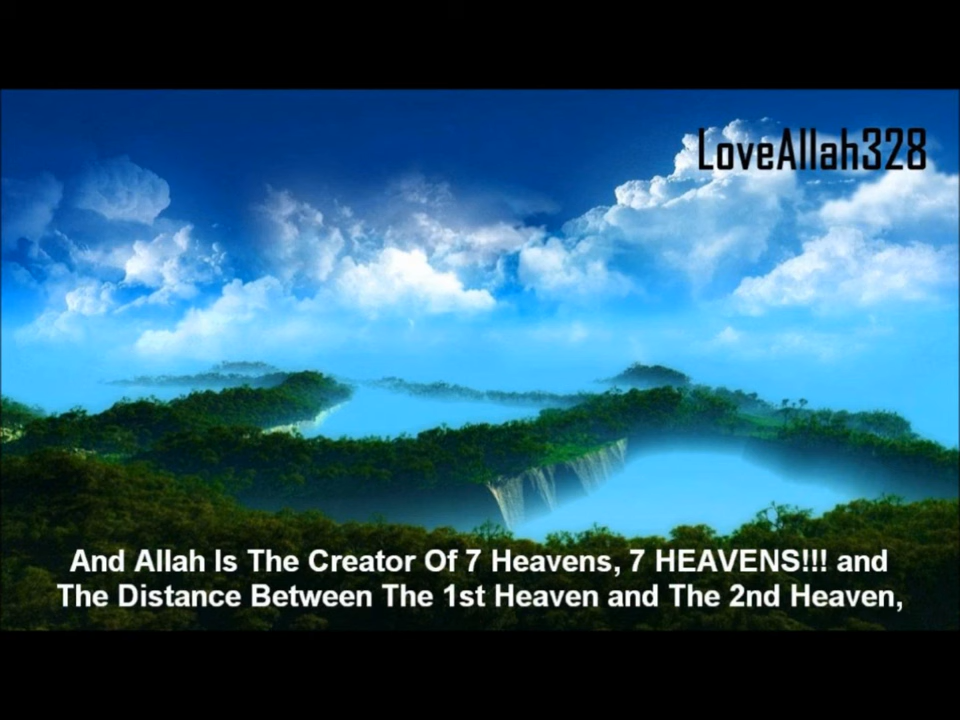 LoveAllah328
And Allah Is The Creator Of 7 Heavens, 7 HEAVENS!!! and
The Distance Between The 1st Heaven and The 2nd Heaven,